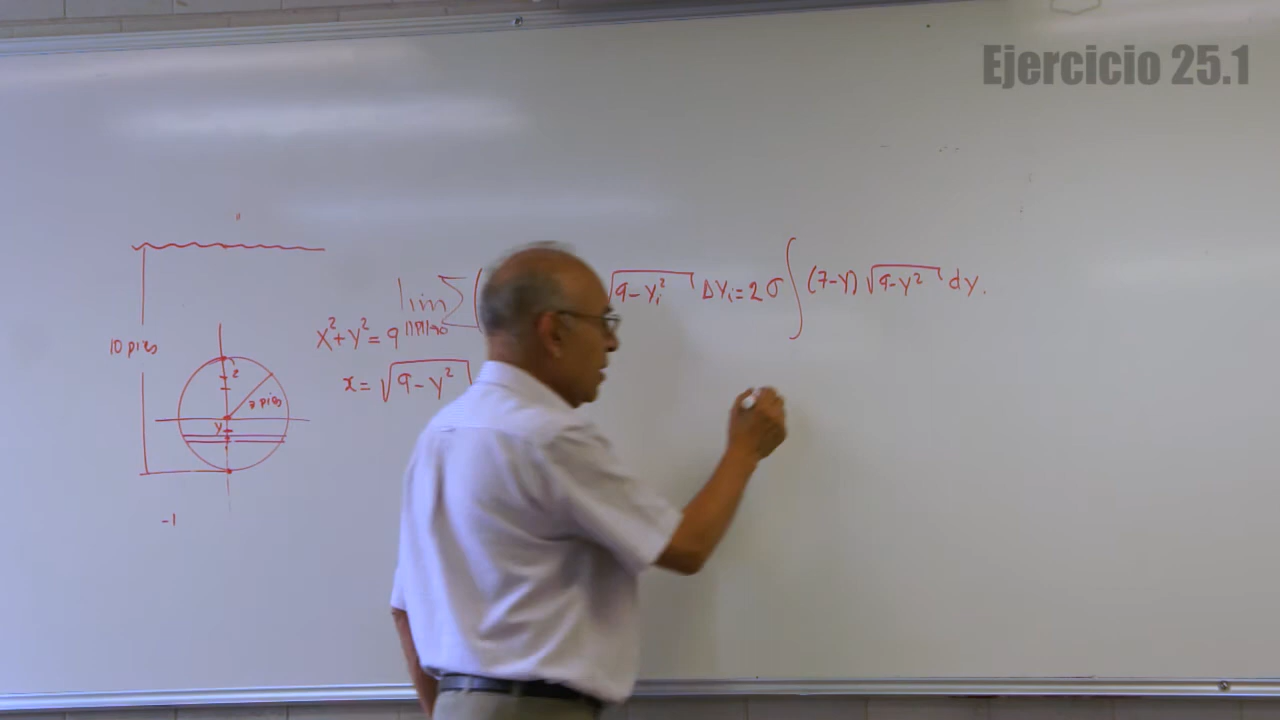 Ejercicio 25.1
lim Σ ( √9-yᵢ² Δyᵢ = 2σ ∫ (7-y) √9-y² dy.
||P||→0
x²+y² = 9
10 pies
x = √9-y²
2
pies
y
-1